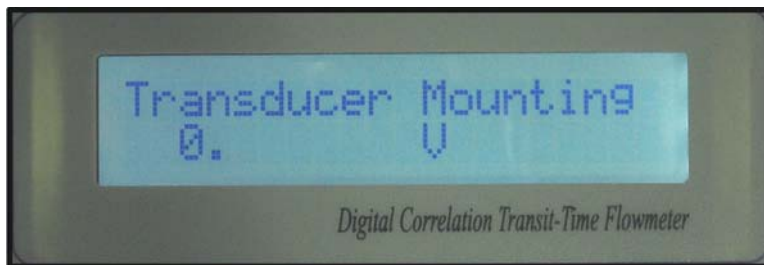 Transducer Mounting
0. V
Digital Correlation Transit-Time Flowmeter